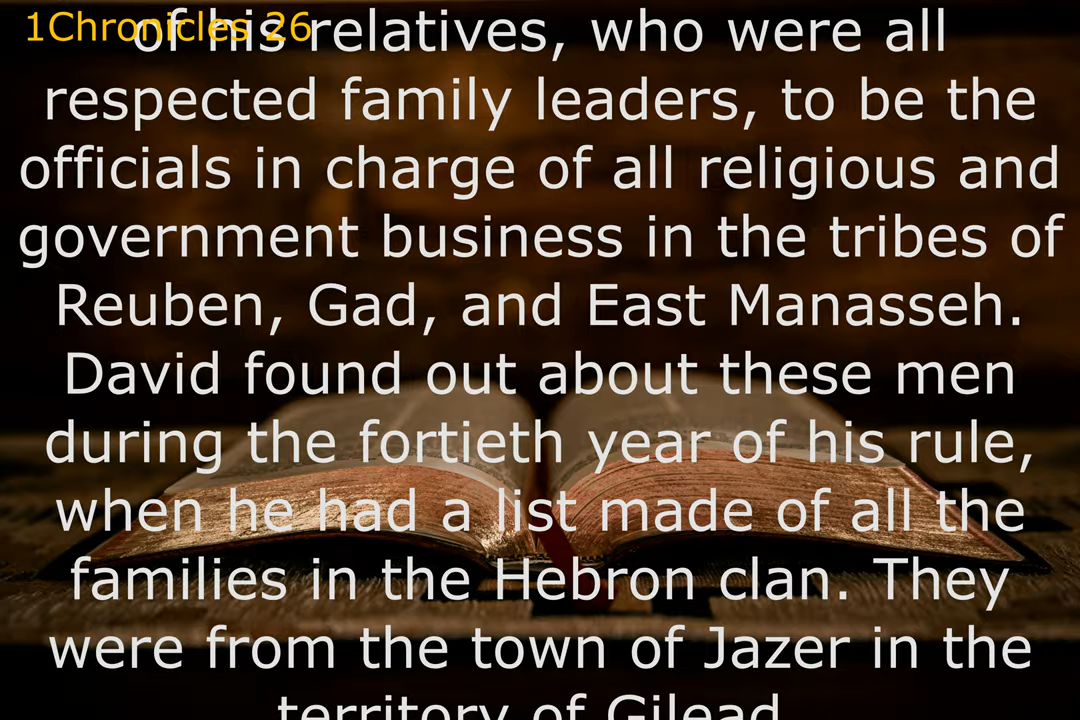 1Chronicles 26
of his relatives, who were all
respected family leaders, to be the
officials in charge of all religious and
government business in the tribes of
Reuben, Gad, and East Manasseh.
David found out about these men
during the fortieth year of his rule,
when he had a list made of all the
families in the Hebron clan. They
were from the town of Jazer in the
territory of Gilead